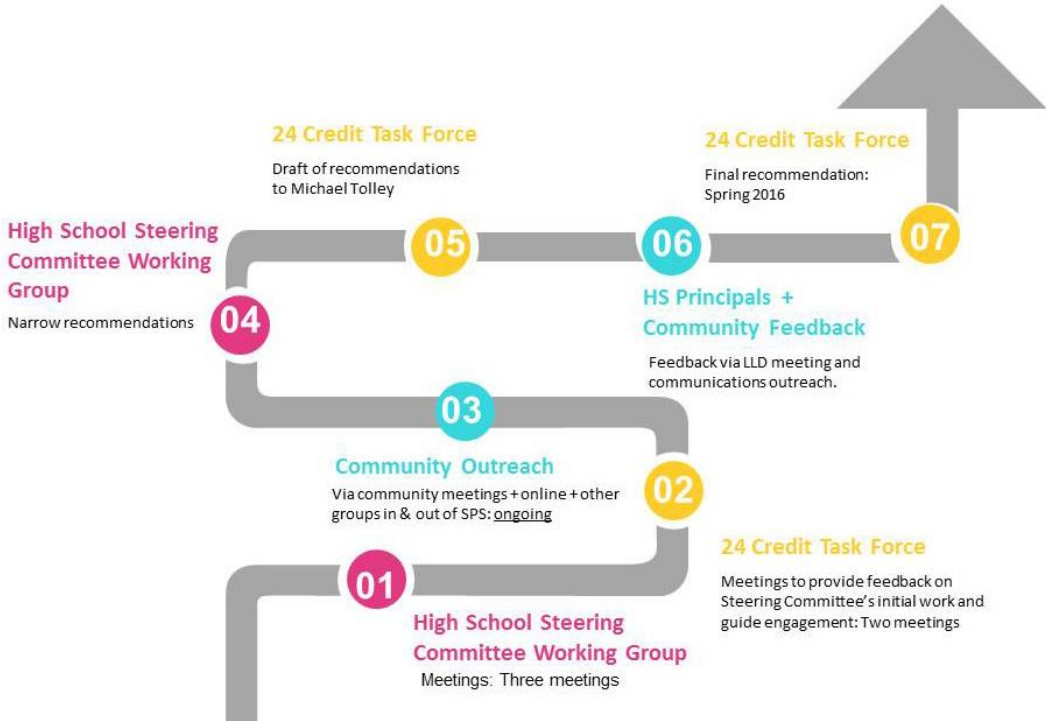 24 Credit Task Force
Draft of recommendations
to Michael Tolley
24 Credit Task Force
Final recommendation:
Spring 2016
High School Steering
Committee Working
Group
Narrow recommendations
04
05
06
07
HS Principals +
Community Feedback
Feedback via LLD meeting and
communications outreach.
03
Community Outreach
Via community meetings + online + other
groups in & out of SPS: ongoing
02
24 Credit Task Force
Meetings to provide feedback on
Steering Committee's initial work and
guide engagement: Two meetings
01
High School Steering
Committee Working Group
Meetings: Three meetings